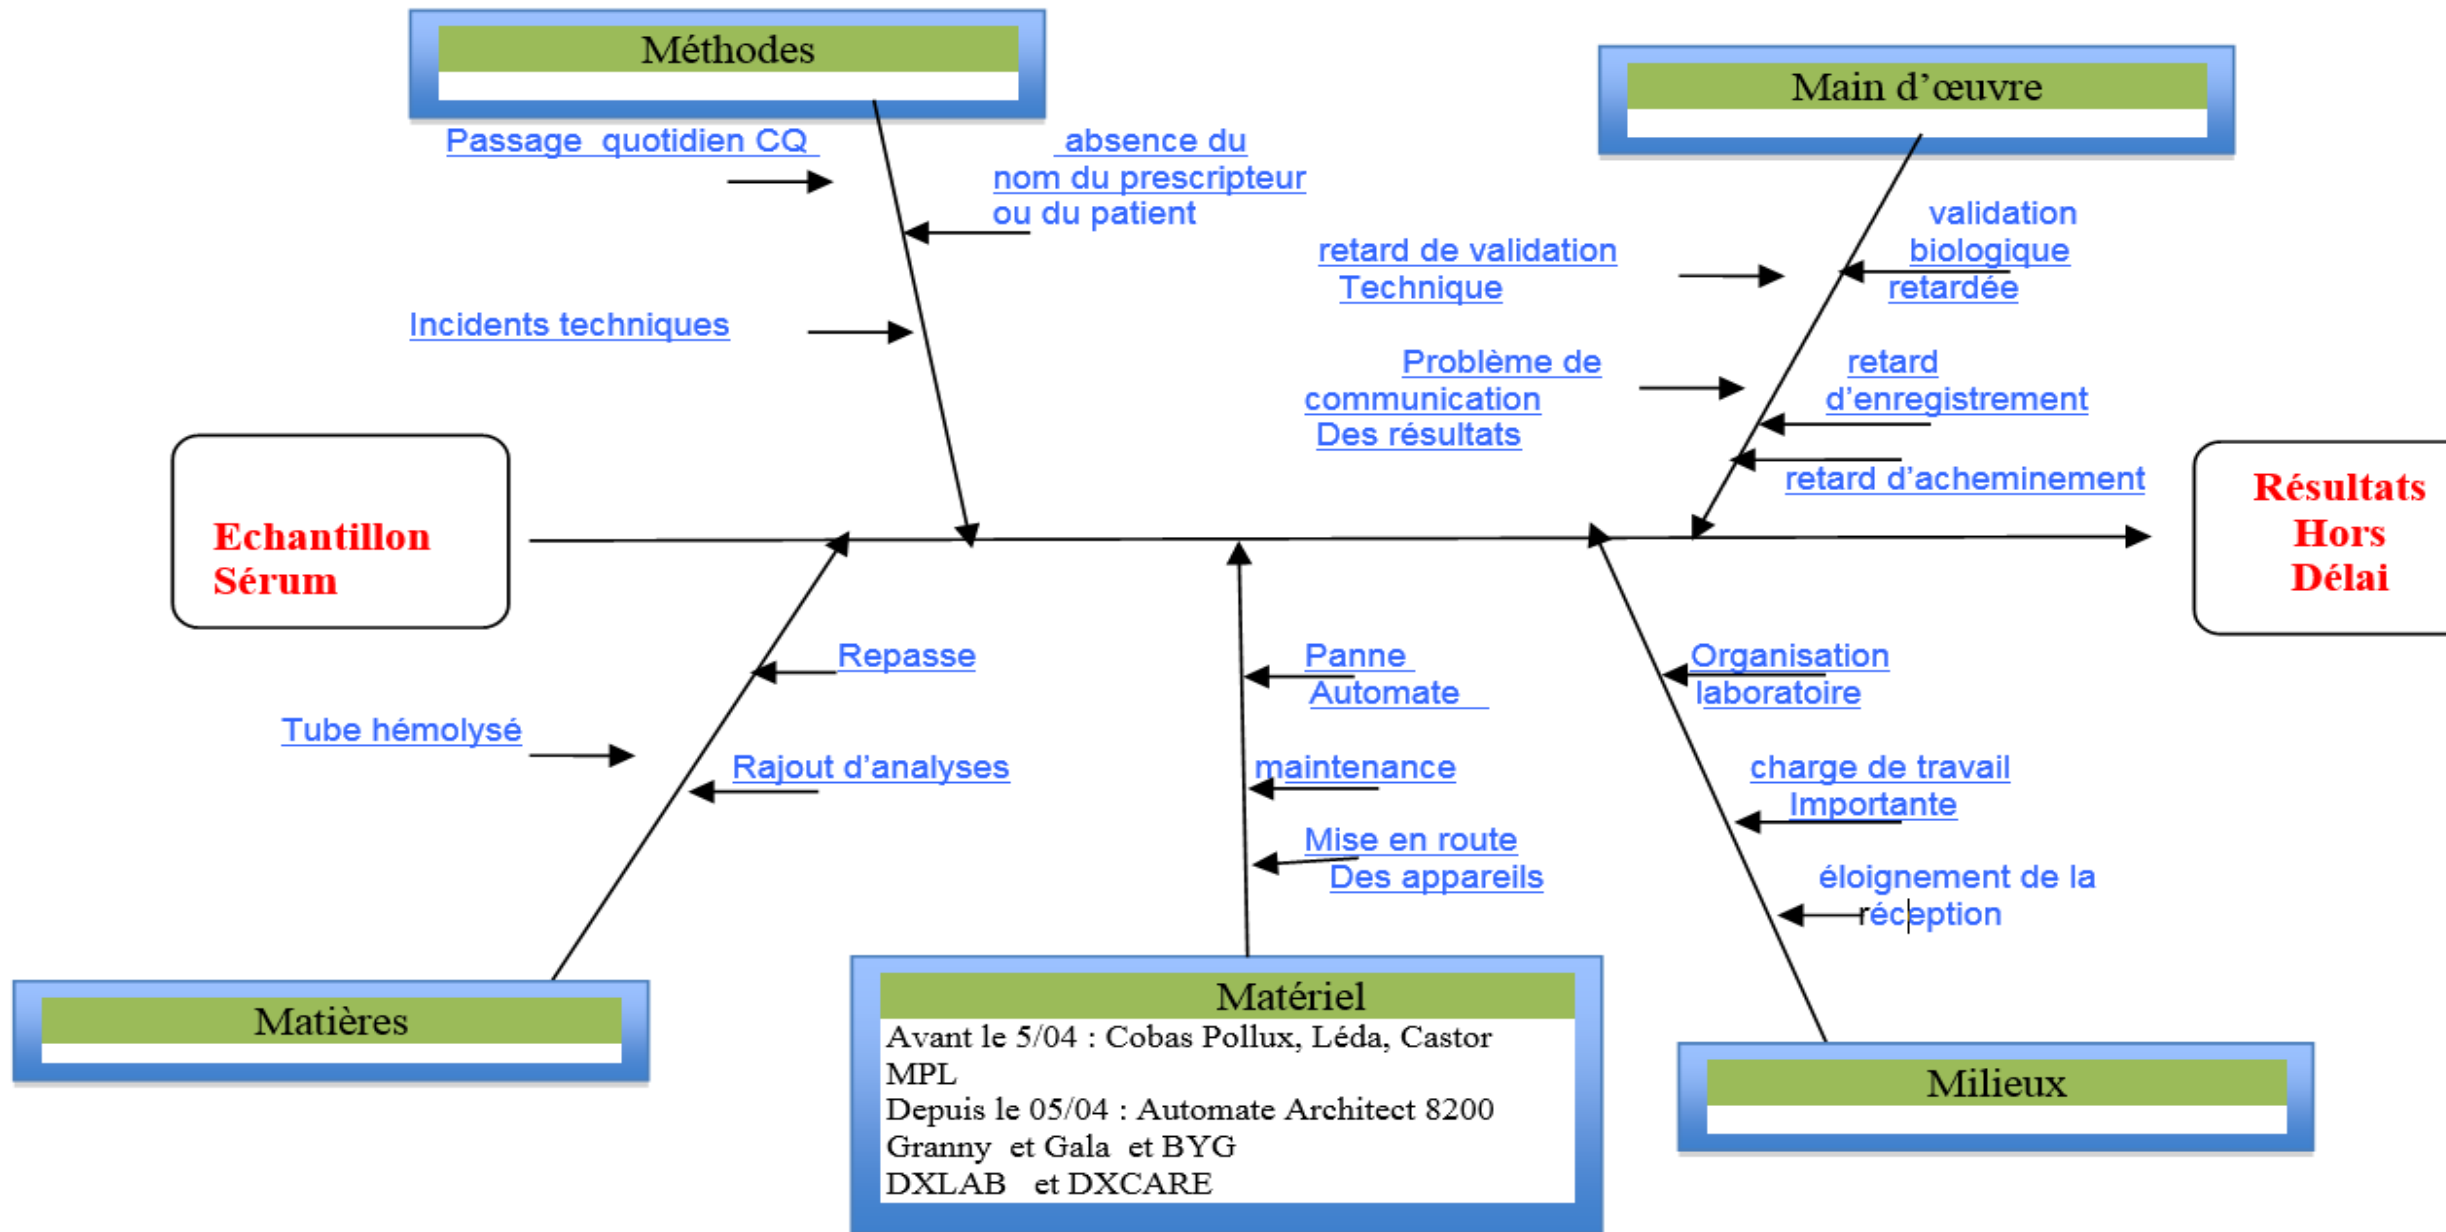 Méthodes
Main d’œuvre
Passage  quotidien CQ
absence du
nom du prescripteur
ou du patient
Incidents techniques
retard de validation
Technique
validation
biologique
retardée
Problème de
communication
Des résultats
retard
d’enregistrement
retard d’acheminement
Echantillon
Sérum
Résultats
Hors
Délai
Repasse
Tube hémolysé
Rajout d’analyses
Panne
Automate
maintenance
Mise en route
Des appareils
Organisation
laboratoire
charge de travail
Importante
éloignement de la
réception
Matières
Matériel
Avant le 5/04 : Cobas Pollux, Léda, Castor
MPL
Depuis le 05/04 : Automate Architect 8200
Granny  et Gala  et BYG
DXLAB   et DXCARE
Milieux